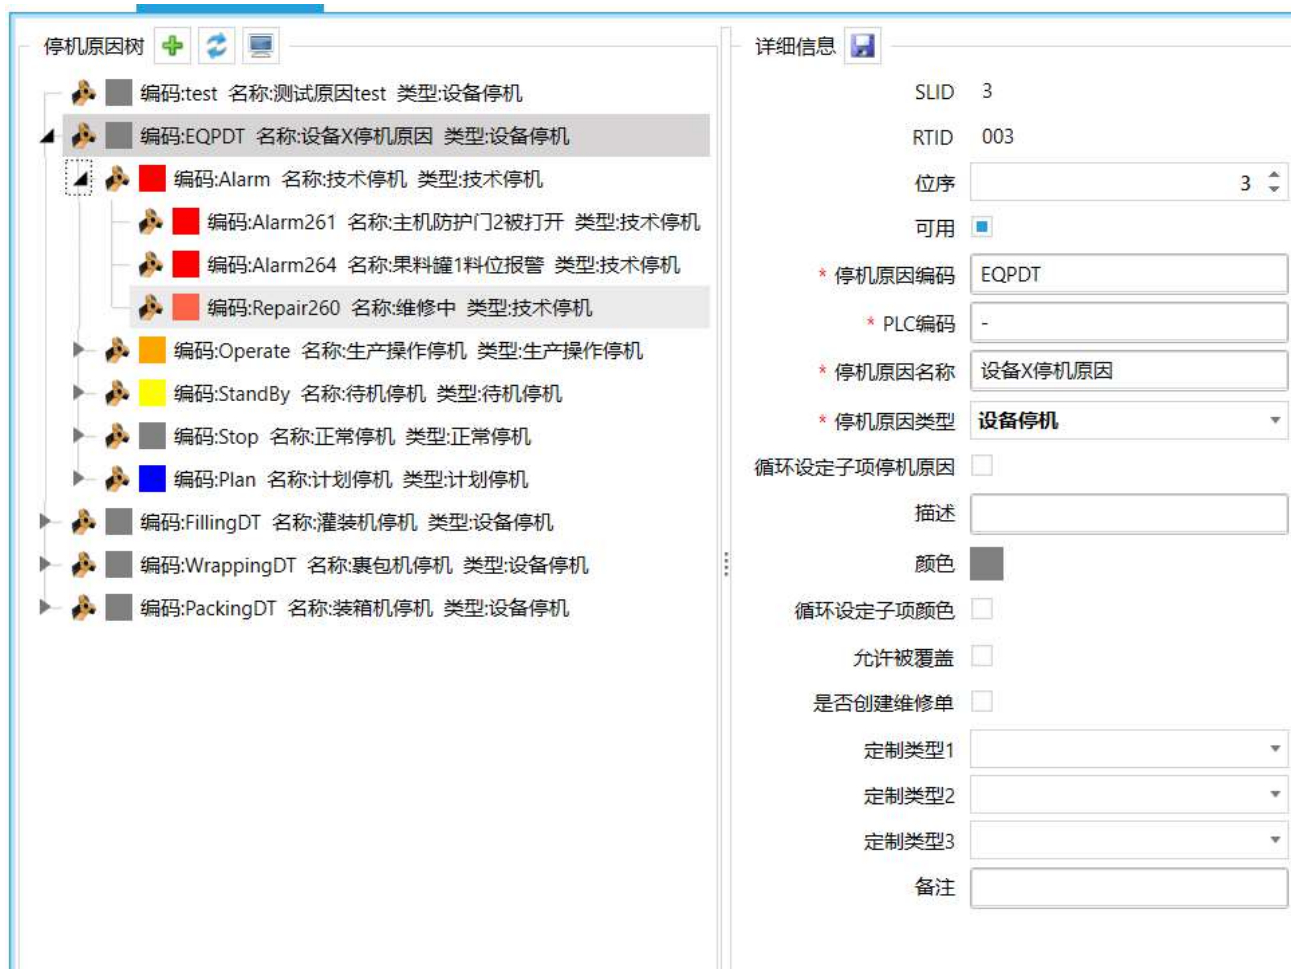 停机原因树
编码:test 名称:测试原因test 类型:设备停机
编码:EQPDT 名称:设备X停机原因 类型:设备停机
编码:Alarm 名称:技术停机 类型:技术停机
编码:Alarm261 名称:主机防护门2被打开 类型:技术停机
编码:Alarm264 名称:果料罐1料位报警 类型:技术停机
编码:Repair260 名称:维修中 类型:技术停机
编码:Operate 名称:生产操作停机 类型:生产操作停机
编码:StandBy 名称:待机停机 类型:待机停机
编码:Stop 名称:正常停机 类型:正常停机
编码:Plan 名称:计划停机 类型:计划停机
编码:FillingDT 名称:灌装机停机 类型:设备停机
编码:WrappingDT 名称:裹包机停机 类型:设备停机
编码:PackingDT 名称:装箱机停机 类型:设备停机
详细信息
SLID 3
RTID 003
位序 3
可用
* 停机原因编码 EQPDT
* PLC编码 -
* 停机原因名称 设备X停机原因
* 停机原因类型 设备停机
循环设定子项停机原因
描述
颜色
循环设定子项颜色
允许被覆盖
是否创建维修单
定制类型1
定制类型2
定制类型3
备注